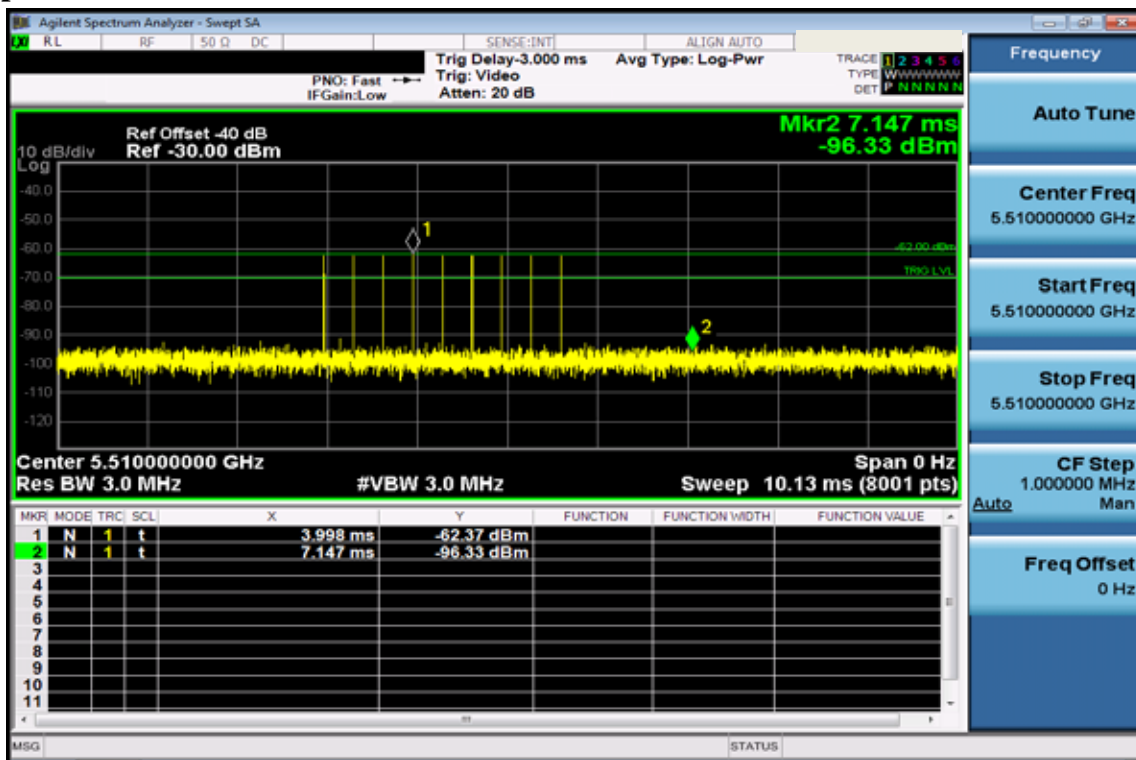 Agilent Spectrum Analyzer - Swept SA
RL RF 50 Ω DC SENSE:INT ALIGN AUTO
Trig Delay-3.000 ms Avg Type: Log-Pwr TRACE 1 2 3 4 5 6
PNO: Fast Trig: Video TYPE WWWWWW
IFGain:Low Atten: 20 dB DET P N N N N N
Frequency
Auto Tune
Center Freq
5.510000000 GHz
Start Freq
5.510000000 GHz
Stop Freq
5.510000000 GHz
CF Step
1.000000 MHz
Auto Man
Freq Offset
0 Hz
Mkr2 7.147 ms
-96.33 dBm
Ref Offset -40 dB
10 dB/div Ref -30.00 dBm
Log
-40.0
-50.0
-60.0
-70.0
-80.0
-90.0
-100
-110
-120
1
-62.00 dBm
TRIG LVL
2
Center 5.510000000 GHz Span 0 Hz
Res BW 3.0 MHz #VBW 3.0 MHz Sweep 10.13 ms (8001 pts)
MKR MODE TRC SCL X Y FUNCTION FUNCTION WIDTH FUNCTION VALUE
1 N 1 t 3.998 ms -62.37 dBm
2 N 1 t 7.147 ms -96.33 dBm
3
4
5
6
7
8
9
10
11
MSG STATUS